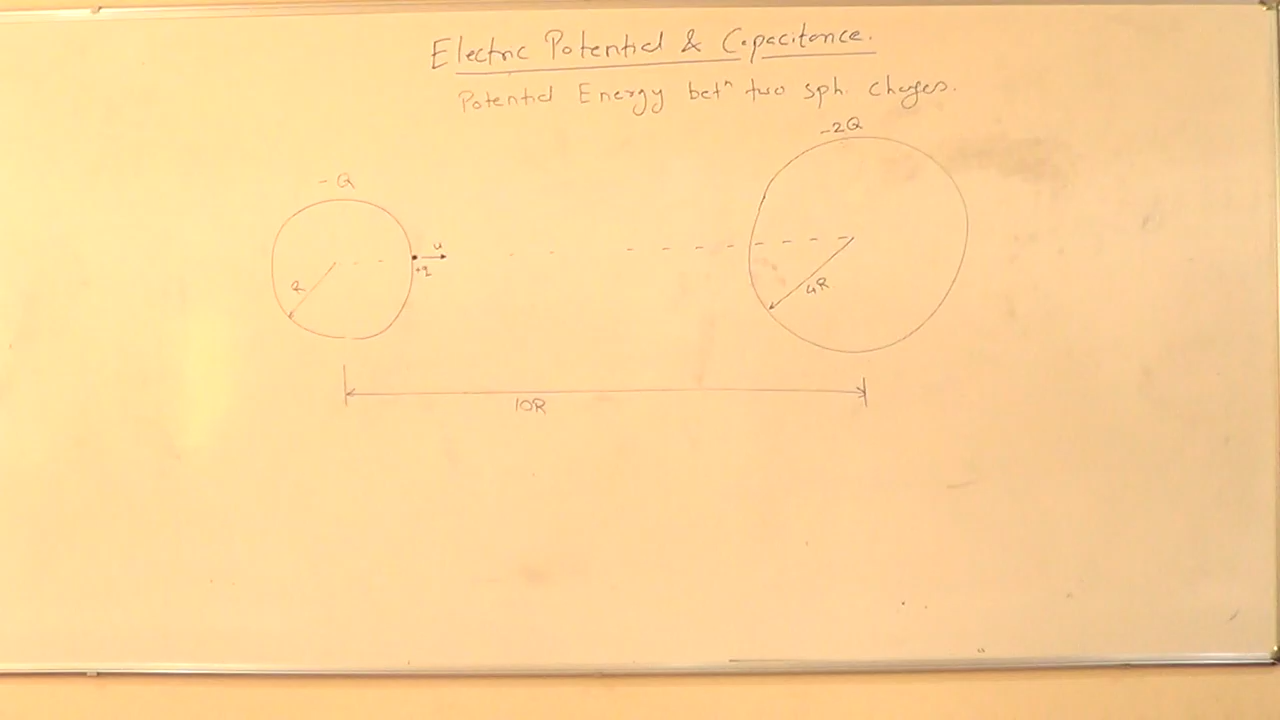 Electric Potential & Capacitance.
Potential Energy betⁿ two sph. charges.
-2Q
-Q
u
+q
R
4R
10R